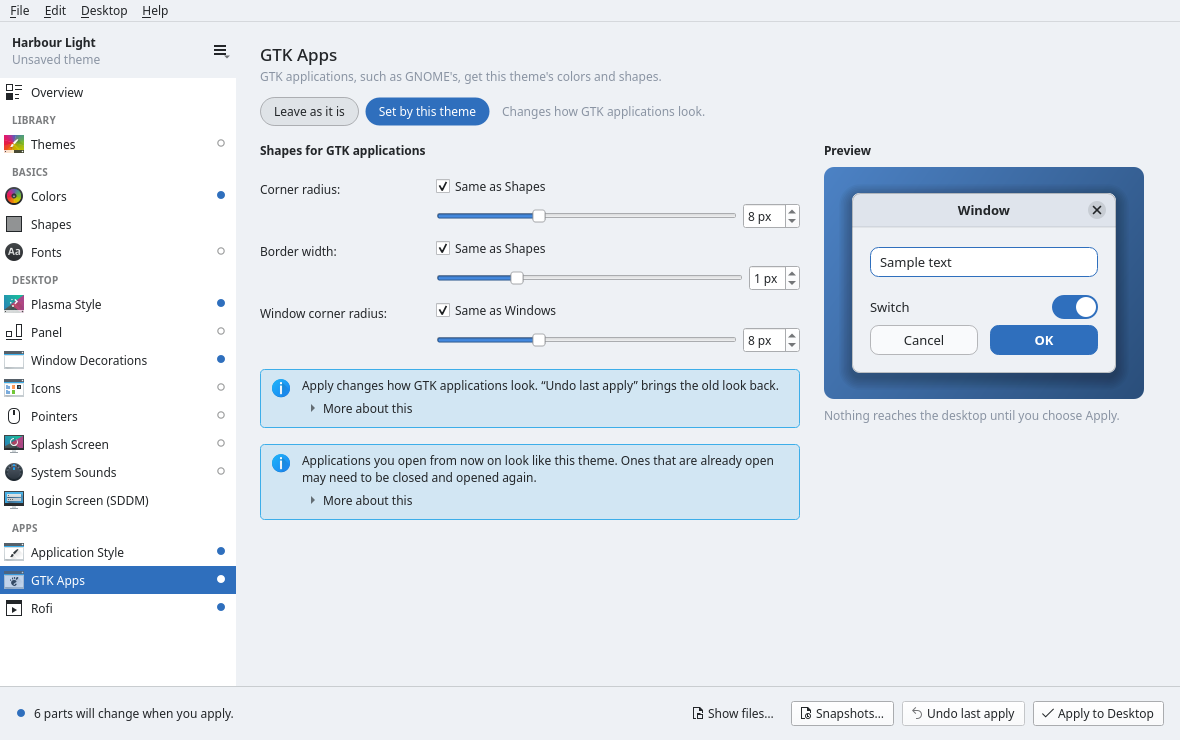 File Edit Desktop Help
Harbour Light
Unsaved theme
Overview
LIBRARY
Themes
BASICS
Colors
Shapes
Aa Fonts
DESKTOP
Plasma Style
Panel
Window Decorations
Icons
Pointers
Splash Screen
System Sounds
Login Screen (SDDM)
APPS
Application Style
GTK Apps
Rofi
GTK Apps
GTK applications, such as GNOME's, get this theme's colors and shapes.
Leave as it is Set by this theme Changes how GTK applications look.
Shapes for GTK applications
Corner radius: Same as Shapes
8 px
Border width: Same as Shapes
1 px
Window corner radius: Same as Windows
8 px
Apply changes how GTK applications look. “Undo last apply” brings the old look back.
More about this
Applications you open from now on look like this theme. Ones that are already open
may need to be closed and opened again.
More about this
Preview
Window
Sample text
Switch
Cancel OK
Nothing reaches the desktop until you choose Apply.
6 parts will change when you apply.
Show files... Snapshots... Undo last apply Apply to Desktop